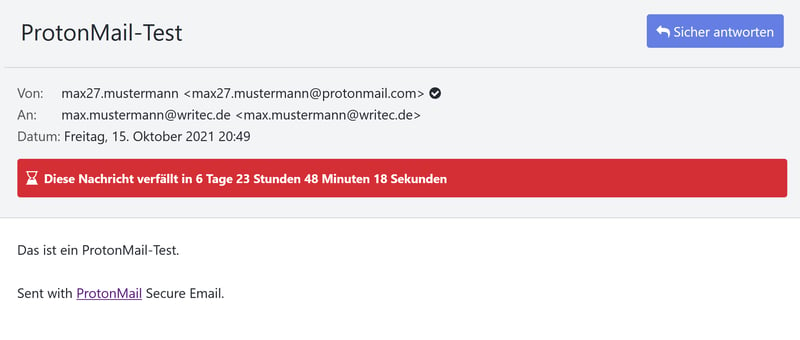 ProtonMail-Test
Sicher antworten
Von: max27.mustermann <max27.mustermann@protonmail.com>
An: max.mustermann@writec.de <max.mustermann@writec.de>
Datum: Freitag, 15. Oktober 2021 20:49
Diese Nachricht verfällt in 6 Tage 23 Stunden 48 Minuten 18 Sekunden
Das ist ein ProtonMail-Test.
Sent with ProtonMail Secure Email.